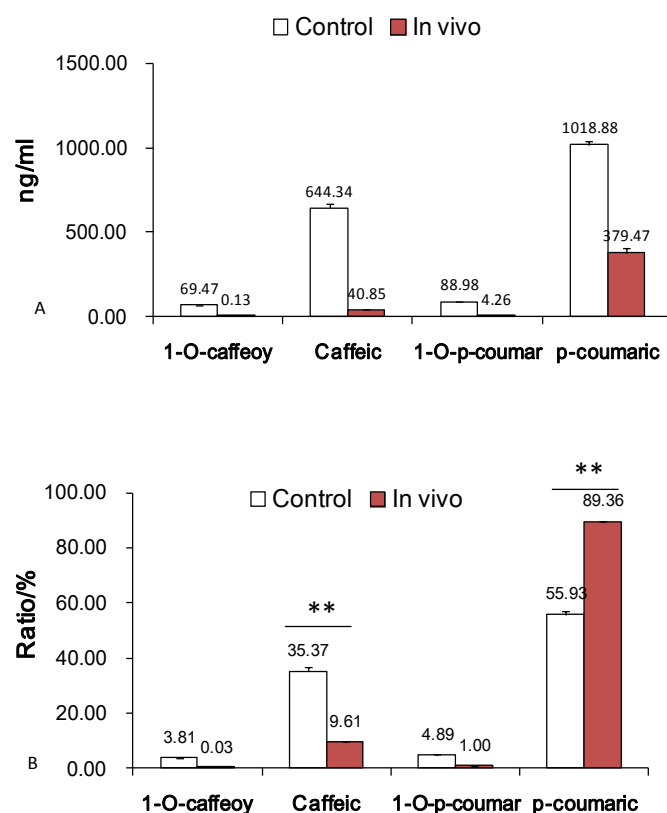 Control In vivo
1500.00
1000.00
500.00
0.00
ng/ml
69.47 0.13 644.34 40.85 88.98 4.26 1018.88 379.47
A
1-O-caffeoy Caffeic 1-O-p-coumar p-coumaric
Control In vivo
100.00
80.00
60.00
40.00
20.00
0.00
Ratio/%
** **
3.81 0.03 35.37 9.61 4.89 1.00 55.93 89.36
B
1-O-caffeoy Caffeic 1-O-p-coumar p-coumaric